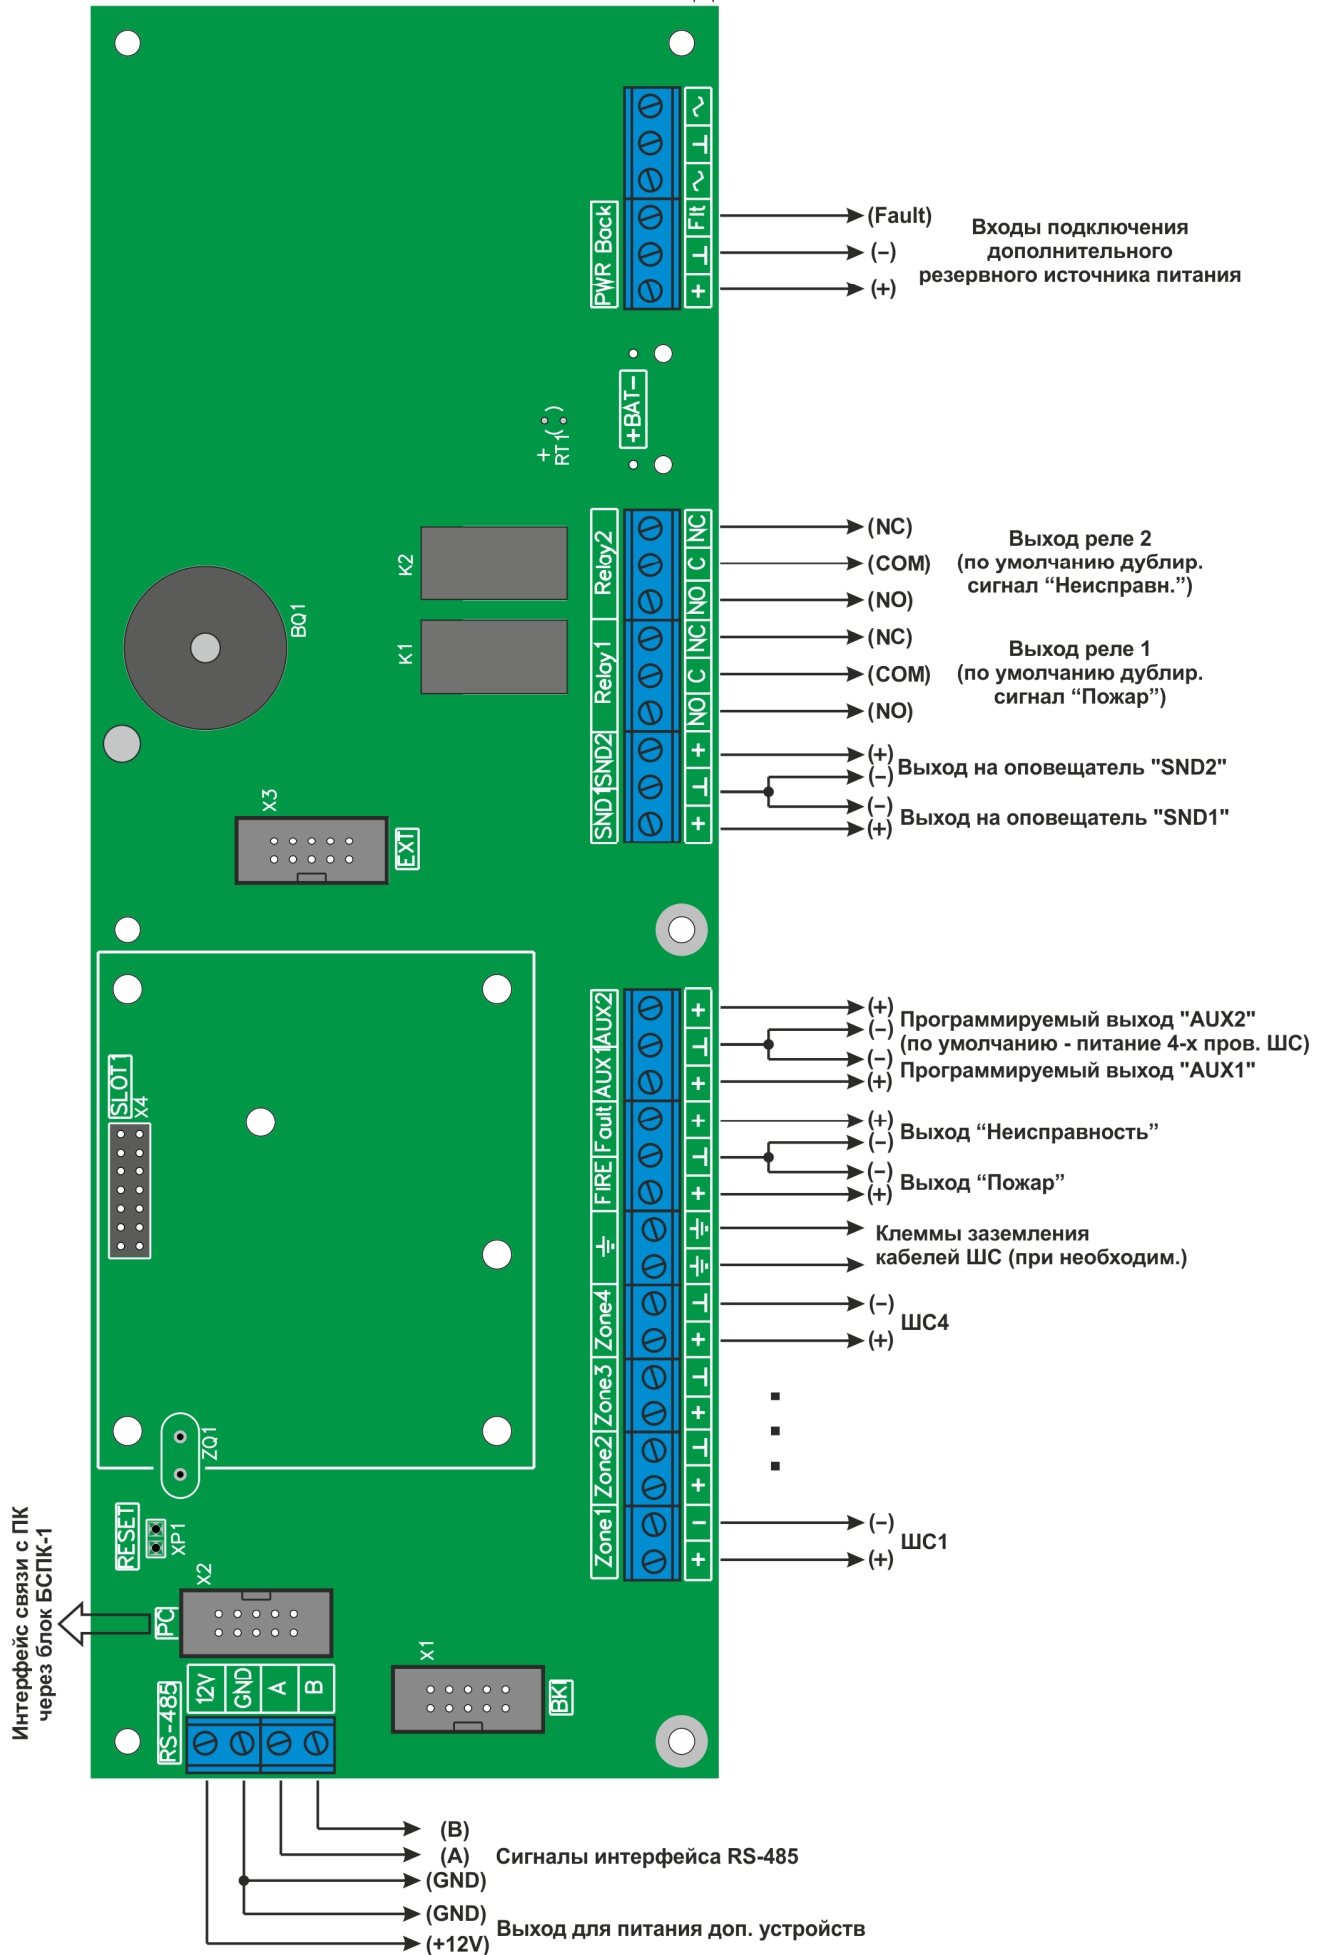 PWR Back
Flt
+
(Fault)
(–)
(+)
Входы подключения
дополнительного
резервного источника питания
+BAT–
+
RT1
( )
K2
K1
BQ1
Relay2
NC
C
NO
(NC)
(COM)
(NO)
Выход реле 2
(по умолчанию дублир.
сигнал “Неисправн.”)
Relay1
NC
C
NO
(NC)
(COM)
(NO)
Выход реле 1
(по умолчанию дублир.
сигнал “Пожар”)
SND2
SND1
+
+
(+)
(–)
Выход на оповещатель "SND2"
(–)
(+)
Выход на оповещатель "SND1"
X3
EXT
SLOT1
X4
AUX2
AUX1
+
+
(+)
(–)
(–)
(+)
Программируемый выход "AUX2"
(по умолчанию - питание 4-х пров. ШС)
Программируемый выход "AUX1"
Fault
FIRE
+
+
(+)
(–)
Выход “Неисправность”
(–)
(+)
Выход “Пожар”
Клеммы заземления
кабелей ШС (при необходим.)
Zone4
+
(–)
(+)
ШС4
Zone3
+
Zone2
+
Zone1
–
+
(–)
(+)
ШС1
ZQ1
RESET
XP1
X2
PC
Интерфейс связи с ПК
через блок БСПК-1
X1
BKI
RS-485
12V
GND
A
B
(B)
(A)
(GND)
Сигналы интерфейса RS-485
(GND)
(+12V)
Выход для питания доп. устройств